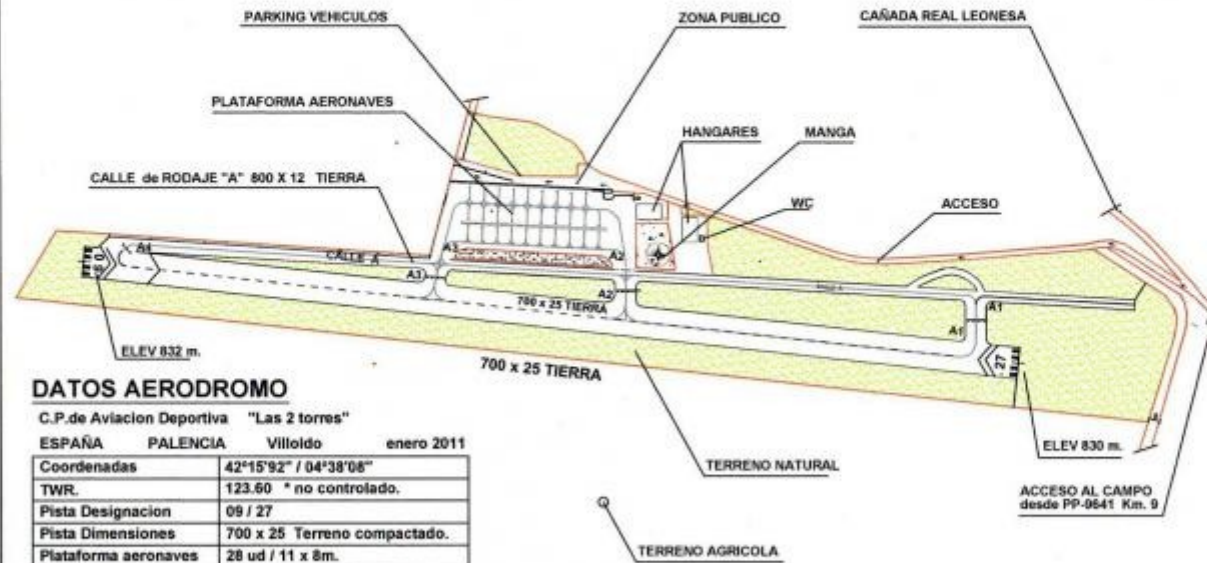 PARKING VEHICULOS
ZONA PUBLICO
CAÑADA REAL LEONESA
PLATAFORMA AERONAVES
HANGARES
MANGA
CALLE de RODAJE "A" 800 X 12 TIERRA
WC
ACCESO
A4
CALLE A
A3
A2
A3
A2
700 x 25 TIERRA
A1
A1
09
27
ELEV 832 m.
700 x 25 TIERRA
ELEV 830 m.
TERRENO NATURAL
ACCESO AL CAMPO
desde PP-9641 Km. 9
TERRENO AGRICOLA
DATOS AERODROMO
C.P.de Aviacion Deportiva "Las 2 torres"
ESPAÑA PALENCIA Villoldo enero 2011
Coordenadas 42º15'92" / 04º38'08"
TWR. 123.60 * no controlado.
Pista Designacion 09 / 27
Pista Dimensiones 700 x 25 Terreno compactado.
Plataforma aeronaves 28 ud / 11 x 8m.